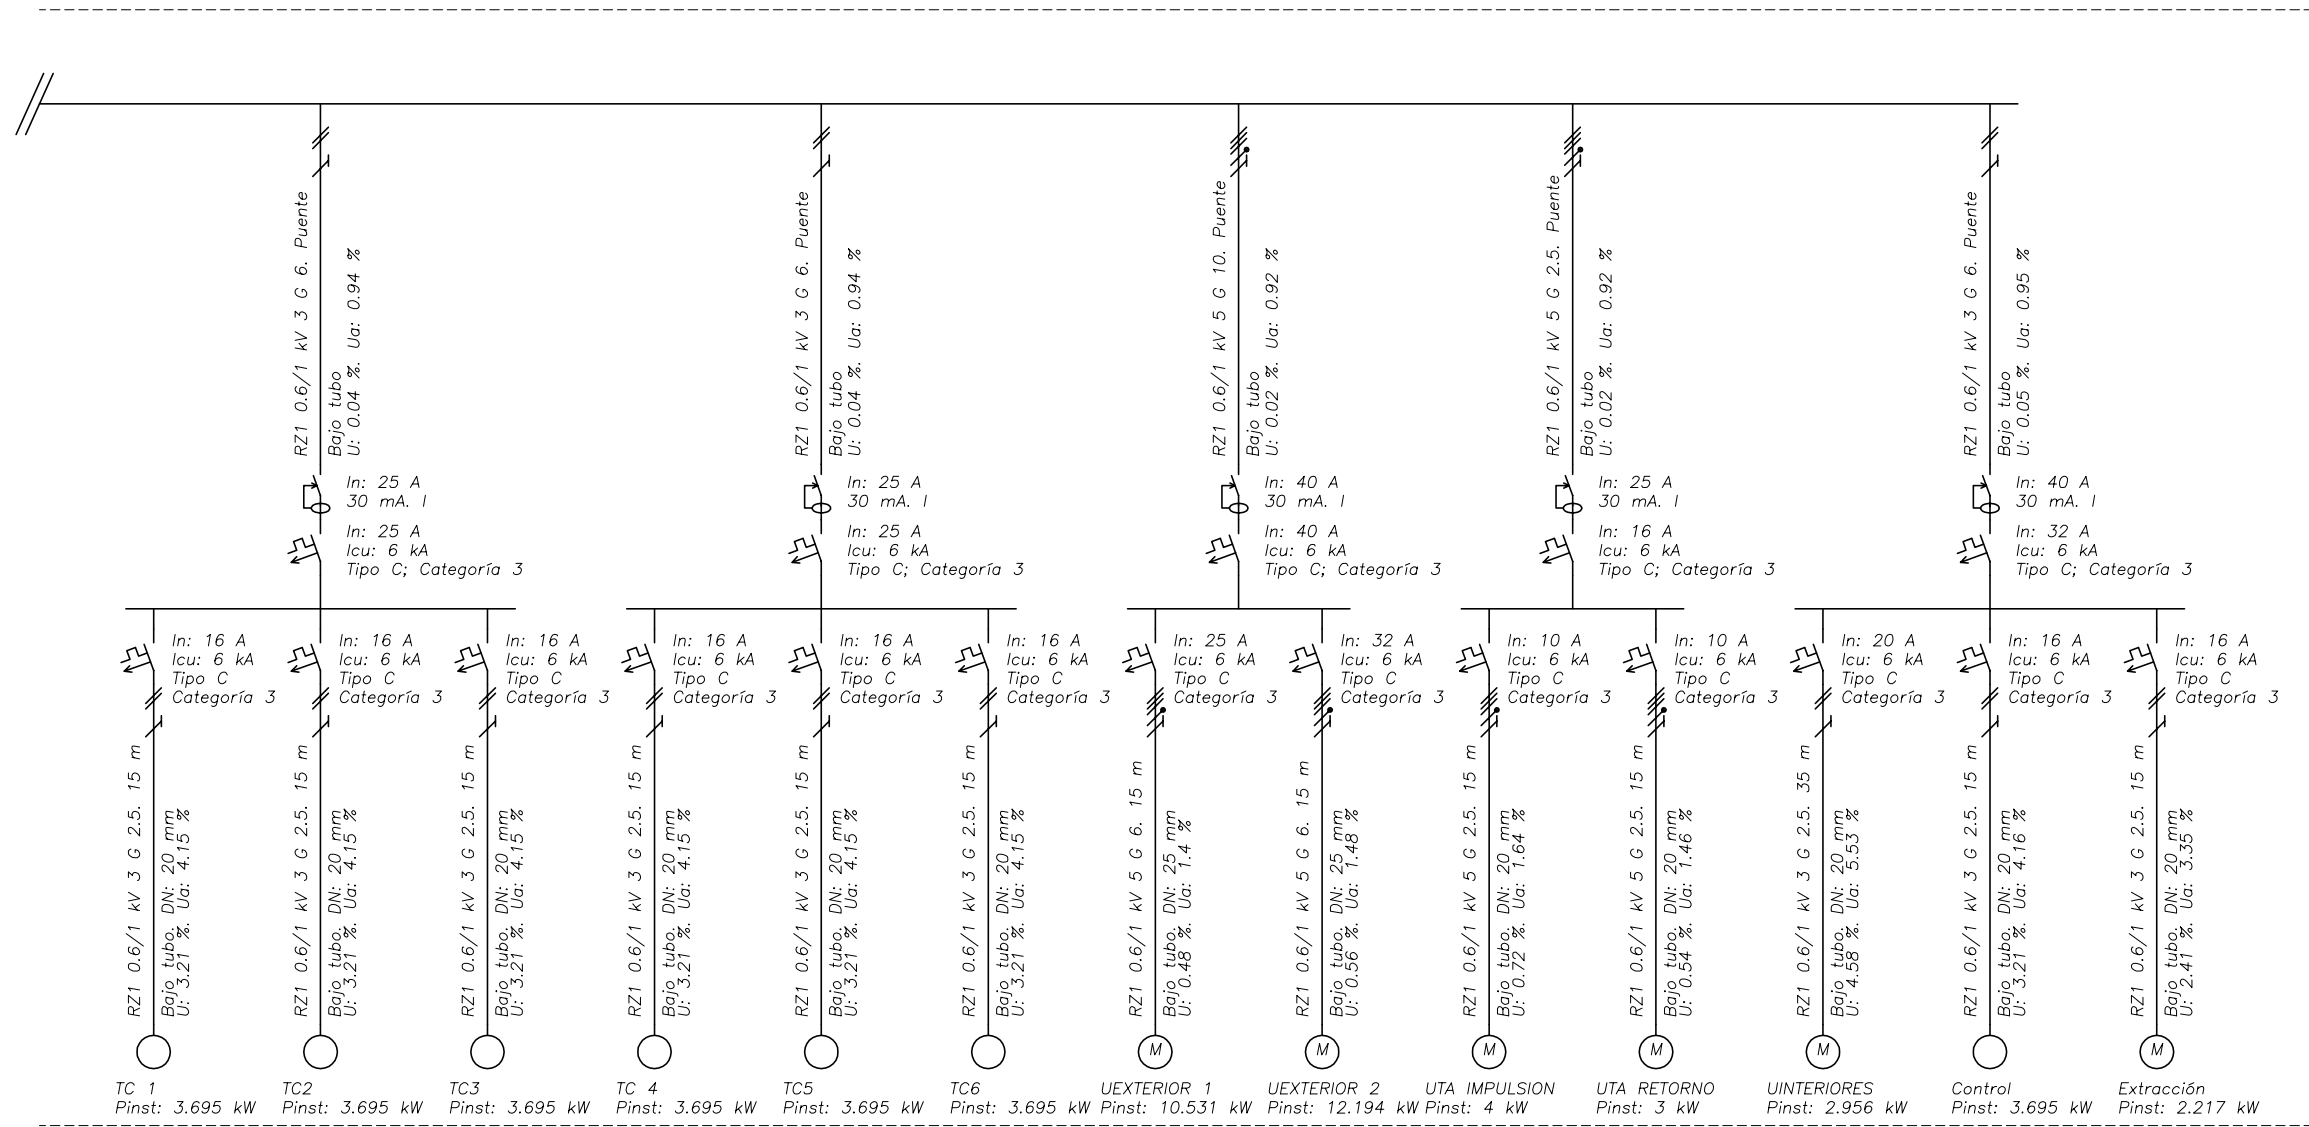 RZ1 0.6/1 kV 3 G 6. Puente
Bajo tubo
U: 0.04 %. Ua: 0.94 %
In: 25 A
30 mA. I
In: 25 A
Icu: 6 kA
Tipo C; Categoría 3
RZ1 0.6/1 kV 3 G 6. Puente
Bajo tubo
U: 0.04 %. Ua: 0.94 %
In: 25 A
30 mA. I
In: 25 A
Icu: 6 kA
Tipo C; Categoría 3
RZ1 0.6/1 kV 5 G 10. Puente
Bajo tubo
U: 0.02 %. Ua: 0.92 %
In: 40 A
30 mA. I
In: 40 A
Icu: 6 kA
Tipo C; Categoría 3
RZ1 0.6/1 kV 5 G 2.5. Puente
Bajo tubo
U: 0.02 %. Ua: 0.92 %
In: 25 A
30 mA. I
In: 16 A
Icu: 6 kA
Tipo C; Categoría 3
RZ1 0.6/1 kV 3 G 6. Puente
Bajo tubo
U: 0.05 %. Ua: 0.95 %
In: 40 A
30 mA. I
In: 32 A
Icu: 6 kA
Tipo C; Categoría 3
In: 16 A
Icu: 6 kA
Tipo C
Categoría 3
RZ1 0.6/1 kV 3 G 2.5. 15 m
Bajo tubo. DN: 20 mm
U: 3.21 %. Ua: 4.15 %
TC 1
Pinst: 3.695 kW
In: 16 A
Icu: 6 kA
Tipo C
Categoría 3
RZ1 0.6/1 kV 3 G 2.5. 15 m
Bajo tubo. DN: 20 mm
U: 3.21 %. Ua: 4.15 %
TC2
Pinst: 3.695 kW
In: 16 A
Icu: 6 kA
Tipo C
Categoría 3
RZ1 0.6/1 kV 3 G 2.5. 15 m
Bajo tubo. DN: 20 mm
U: 3.21 %. Ua: 4.15 %
TC3
Pinst: 3.695 kW
In: 16 A
Icu: 6 kA
Tipo C
Categoría 3
RZ1 0.6/1 kV 3 G 2.5. 15 m
Bajo tubo. DN: 20 mm
U: 3.21 %. Ua: 4.15 %
TC 4
Pinst: 3.695 kW
In: 16 A
Icu: 6 kA
Tipo C
Categoría 3
RZ1 0.6/1 kV 3 G 2.5. 15 m
Bajo tubo. DN: 20 mm
U: 3.21 %. Ua: 4.15 %
TC5
Pinst: 3.695 kW
In: 16 A
Icu: 6 kA
Tipo C
Categoría 3
RZ1 0.6/1 kV 3 G 2.5. 15 m
Bajo tubo. DN: 20 mm
U: 3.21 %. Ua: 4.15 %
TC6
Pinst: 3.695 kW
In: 25 A
Icu: 6 kA
Tipo C
Categoría 3
RZ1 0.6/1 kV 5 G 6. 15 m
Bajo tubo. DN: 25 mm
U: 0.48 %. Ua: 1.4 %
M
UEXTERIOR 1
Pinst: 10.531 kW
In: 32 A
Icu: 6 kA
Tipo C
Categoría 3
RZ1 0.6/1 kV 5 G 6. 15 m
Bajo tubo. DN: 25 mm
U: 0.56 %. Ua: 1.48 %
M
UEXTERIOR 2
Pinst: 12.194 kW
In: 10 A
Icu: 6 kA
Tipo C
Categoría 3
RZ1 0.6/1 kV 5 G 2.5. 15 m
Bajo tubo. DN: 20 mm
U: 0.72 %. Ua: 1.64 %
M
UTA IMPULSION
Pinst: 4 kW
In: 10 A
Icu: 6 kA
Tipo C
Categoría 3
RZ1 0.6/1 kV 5 G 2.5. 15 m
Bajo tubo. DN: 20 mm
U: 0.54 %. Ua: 1.46 %
M
UTA RETORNO
Pinst: 3 kW
In: 20 A
Icu: 6 kA
Tipo C
Categoría 3
RZ1 0.6/1 kV 3 G 2.5. 35 m
Bajo tubo. DN: 20 mm
U: 4.58 %. Ua: 5.53 %
M
UINTERIORES
Pinst: 2.956 kW
In: 16 A
Icu: 6 kA
Tipo C
Categoría 3
RZ1 0.6/1 kV 3 G 2.5. 15 m
Bajo tubo. DN: 20 mm
U: 3.21 %. Ua: 4.16 %
Control
Pinst: 3.695 kW
In: 16 A
Icu: 6 kA
Tipo C
Categoría 3
RZ1 0.6/1 kV 3 G 2.5. 15 m
Bajo tubo. DN: 20 mm
U: 2.41 %. Ua: 3.35 %
M
Extracción
Pinst: 2.217 kW